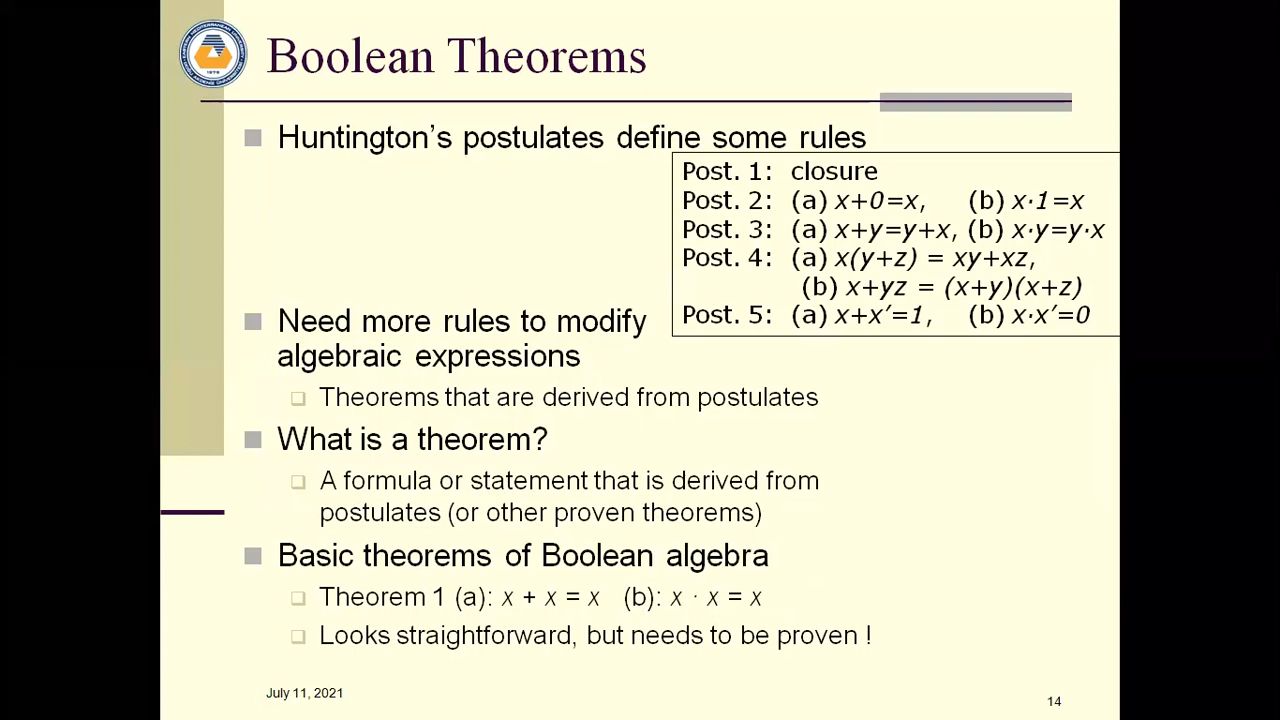 Boolean Theorems
Huntington’s postulates define some rules
Post. 1: closure
Post. 2: (a) x+0=x, (b) x·1=x
Post. 3: (a) x+y=y+x, (b) x·y=y·x
Post. 4: (a) x(y+z) = xy+xz,
(b) x+yz = (x+y)(x+z)
Post. 5: (a) x+x′=1, (b) x·x′=0
Need more rules to modify
algebraic expressions
Theorems that are derived from postulates
What is a theorem?
A formula or statement that is derived from
postulates (or other proven theorems)
Basic theorems of Boolean algebra
Theorem 1 (a): x + x = x (b): x · x = x
Looks straightforward, but needs to be proven !
July 11, 2021
14